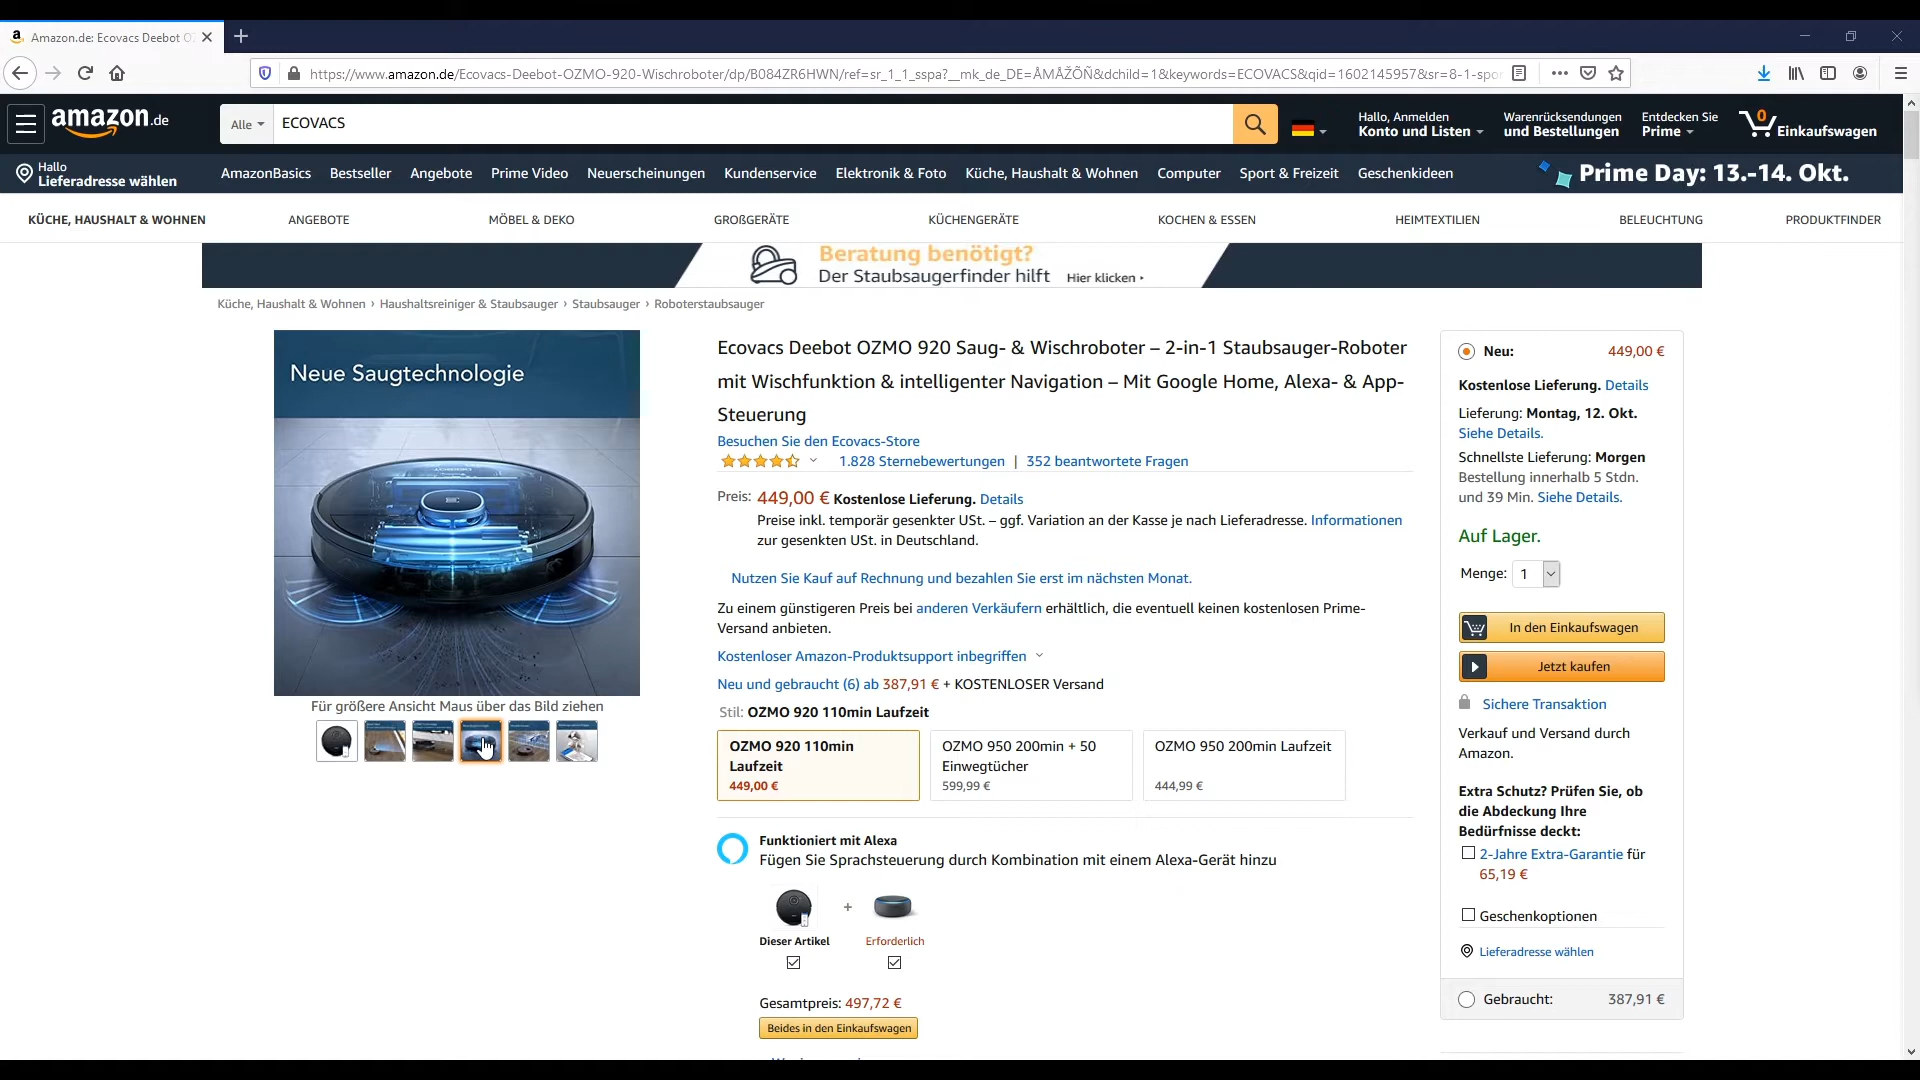 Amazon.de: Ecovacs Deebot O
https://www.amazon.de/Ecovacs-Deebot-OZMO-920-Wischroboter/dp/B084ZR6HWN/ref=sr_1_1_sspa?__mk_de_DE=ÅMÅŽÕÑ&dchild=1&keywords=ECOVACS&qid=1602145957&sr=8-1-spo
amazon.de
Alle
ECOVACS
Hallo, Anmelden
Konto und Listen
Warenrücksendungen
und Bestellungen
Entdecken Sie
Prime
0
Einkaufswagen
Hallo
Lieferadresse wählen
AmazonBasics Bestseller Angebote Prime Video Neuerscheinungen Kundenservice Elektronik & Foto Küche, Haushalt & Wohnen Computer Sport & Freizeit Geschenkideen
Prime Day: 13.-14. Okt.
KÜCHE, HAUSHALT & WOHNEN ANGEBOTE MÖBEL & DEKO GROßGERÄTE KÜCHENGERÄTE KOCHEN & ESSEN HEIMTEXTILIEN BELEUCHTUNG PRODUKTFINDER
Beratung benötigt?
Der Staubsaugerfinder hilft Hier klicken
Küche, Haushalt & Wohnen › Haushaltsreiniger & Staubsauger › Staubsauger › Roboterstaubsauger
Neue Saugtechnologie
Für größere Ansicht Maus über das Bild ziehen
Ecovacs Deebot OZMO 920 Saug- & Wischroboter – 2-in-1 Staubsauger-Roboter
mit Wischfunktion & intelligenter Navigation – Mit Google Home, Alexa- & App-
Steuerung
Besuchen Sie den Ecovacs-Store
1.828 Sternebewertungen | 352 beantwortete Fragen
Preis: 449,00 € Kostenlose Lieferung. Details
Preise inkl. temporär gesenkter USt. – ggf. Variation an der Kasse je nach Lieferadresse. Informationen
zur gesenkten USt. in Deutschland.
Nutzen Sie Kauf auf Rechnung und bezahlen Sie erst im nächsten Monat.
Zu einem günstigeren Preis bei anderen Verkäufern erhältlich, die eventuell keinen kostenlosen Prime-
Versand anbieten.
Kostenloser Amazon-Produktsupport inbegriffen
Neu und gebraucht (6) ab 387,91 € + KOSTENLOSER Versand
Stil: OZMO 920 110min Laufzeit
OZMO 920 110min
Laufzeit
449,00 €
OZMO 950 200min + 50
Einwegtücher
599,99 €
OZMO 950 200min Laufzeit
444,99 €
Funktioniert mit Alexa
Fügen Sie Sprachsteuerung durch Kombination mit einem Alexa-Gerät hinzu
+
Dieser Artikel
Erforderlich
Gesamtpreis: 497,72 €
Beides in den Einkaufswagen
Neu: 449,00 €
Kostenlose Lieferung. Details
Lieferung: Montag, 12. Okt.
Siehe Details.
Schnellste Lieferung: Morgen
Bestellung innerhalb 5 Stdn.
und 39 Min. Siehe Details.
Auf Lager.
Menge: 1
In den Einkaufswagen
Jetzt kaufen
Sichere Transaktion
Verkauf und Versand durch
Amazon.
Extra Schutz? Prüfen Sie, ob
die Abdeckung Ihre
Bedürfnisse deckt:
2-Jahre Extra-Garantie für
65,19 €
Geschenkoptionen
Lieferadresse wählen
Gebraucht: 387,91 €